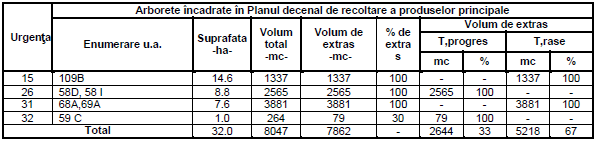 Arborete încadrate în Planul decenal de recoltare a produselor principale
Urgenţa Enumerare u.a. Suprafata -ha- Volum total -mc- Volum de extras -mc- % de extra s Volum de extras
T,progres T,rase
mc % mc %
15 109B 14.6 1337 1337 100 - - 1337 100
26 58D, 58 I 8.8 2565 2565 100 2565 100 - -
31 68A,69A 7.6 3881 3881 100 - - 3881 100
32 59 C 1.0 264 79 30 79 100 - -
Total 32.0 8047 7862 - 2644 33 5218 67